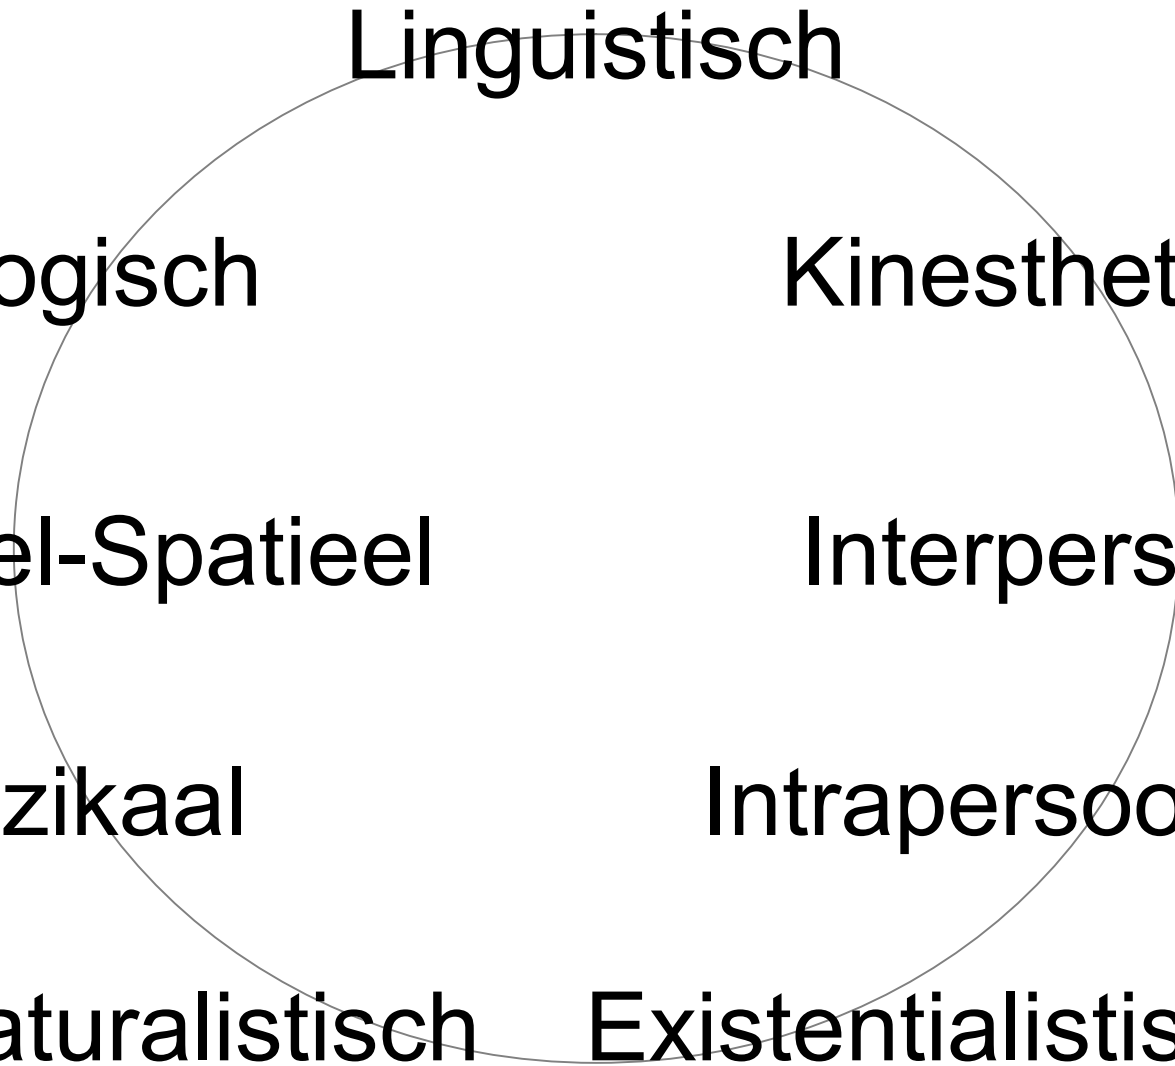 Linguistisch
ogisch Kinesthet
el-Spatieel Interpers
zikaal Intrapersoo
aturalistisch Existentialistis